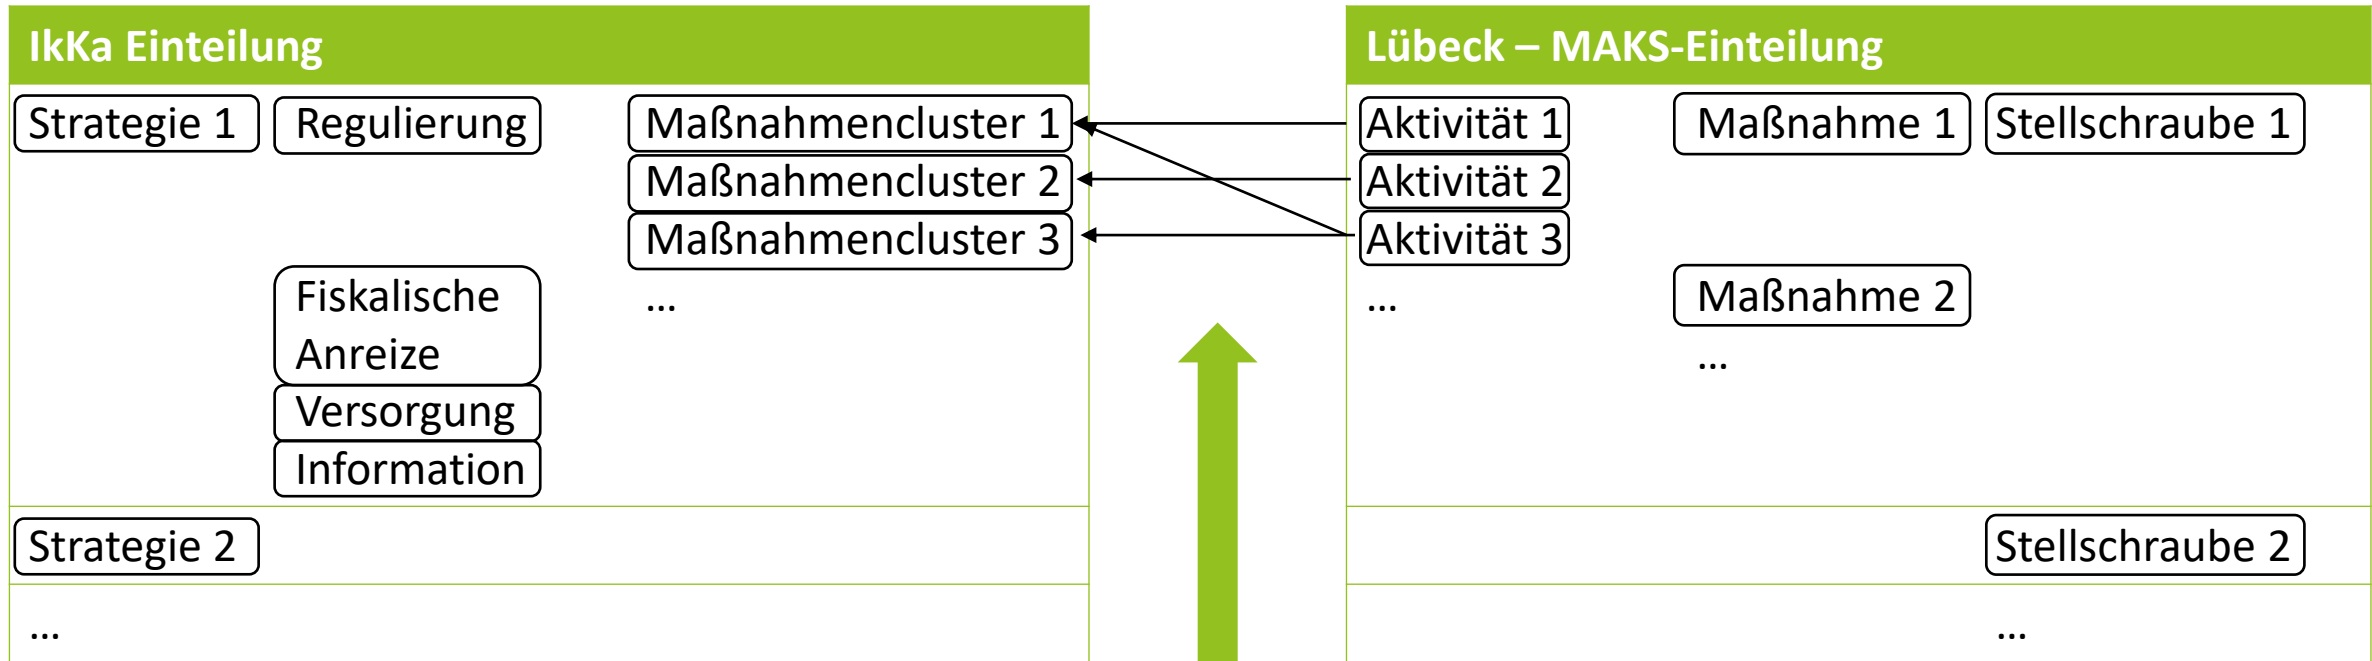 IkKa Einteilung
Lübeck – MAKS-Einteilung
Strategie 1
Regulierung
Maßnahmencluster 1
Aktivität 1
Maßnahme 1
Stellschraube 1
Maßnahmencluster 2
Aktivität 2
Maßnahmencluster 3
Aktivität 3
Fiskalische
Anreize
...
...
Maßnahme 2
...
Versorgung
Information
Strategie 2
Stellschraube 2
...
...